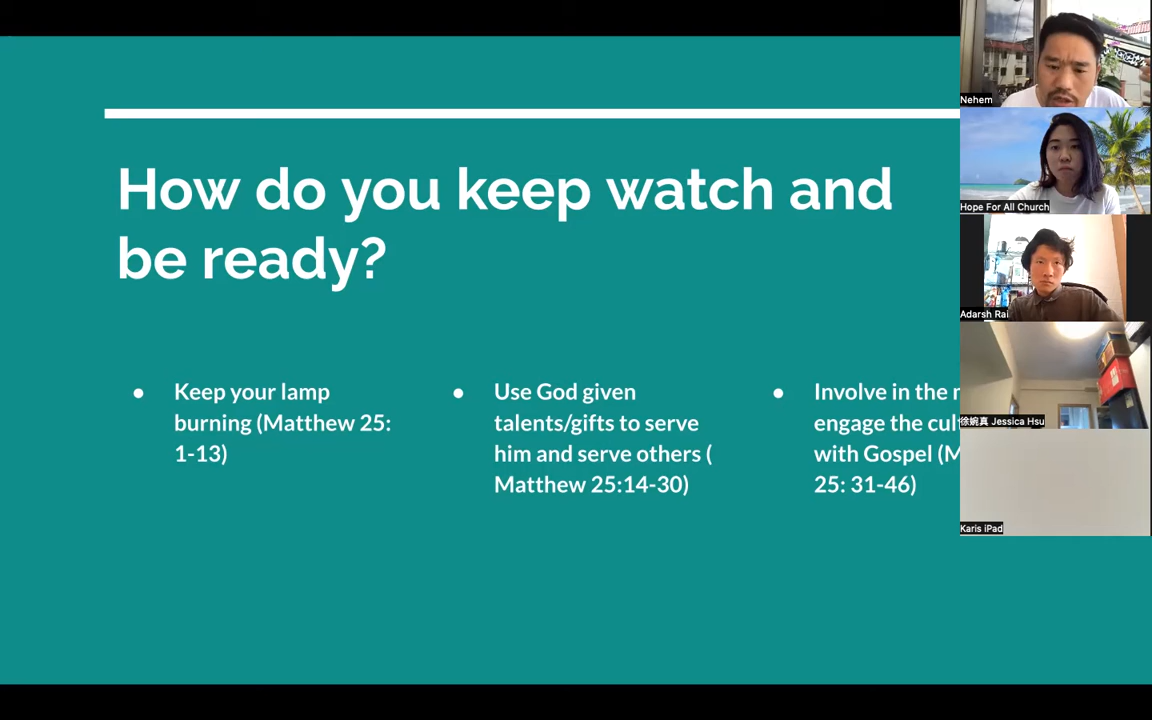 How do you keep watch and
be ready?
● Keep your lamp
burning (Matthew 25:
1-13)
● Use God given
talents/gifts to serve
him and serve others (
Matthew 25:14-30)
● Involve in the
engage the
with Gospel (
25: 31-46)
Nehem
Hope For All Church
Adarsh Rai
徐婉真 Jessica Hsu
Karis iPad